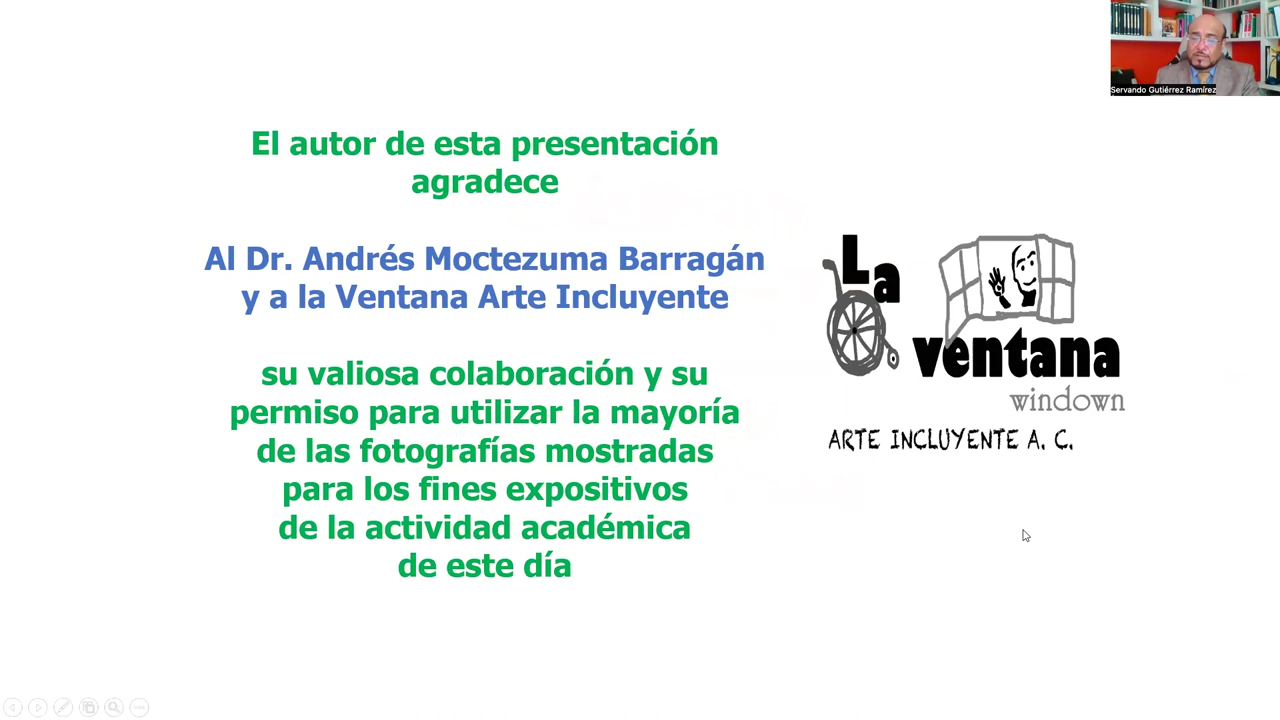 Servando Gutiérrez Ramírez
El autor de esta presentación
agradece
Al Dr. Andrés Moctezuma Barragán
y a la Ventana Arte Incluyente
su valiosa colaboración y su
permiso para utilizar la mayoría
de las fotografías mostradas
para los fines expositivos
de la actividad académica
de este día
La
ventana
windown
ARTE INCLUYENTE A. C.